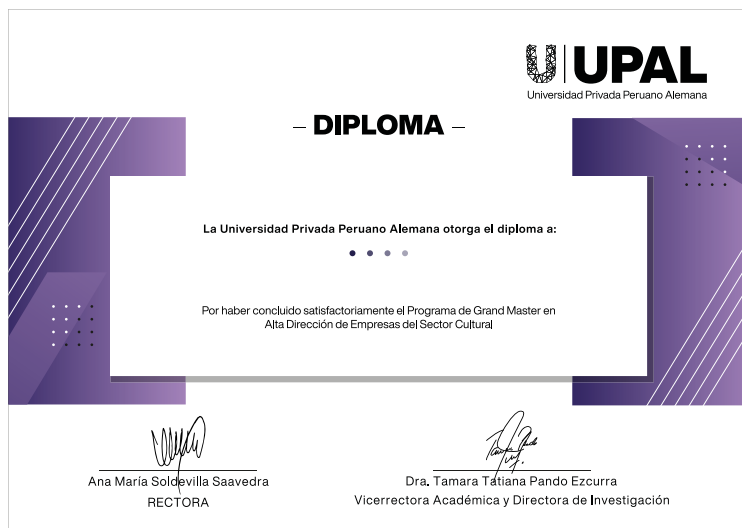 UPAL
Universidad Privada Peruano Alemana
– DIPLOMA –
La Universidad Privada Peruano Alemana otorga el diploma a:
Por haber concluido satisfactoriamente el Programa de Grand Master en
Alta Dirección de Empresas del Sector Cultural
Ana María Soldevilla Saavedra
RECTORA
Dra. Tamara Tatiana Pando Ezcurra
Vicerrectora Académica y Directora de Investigación